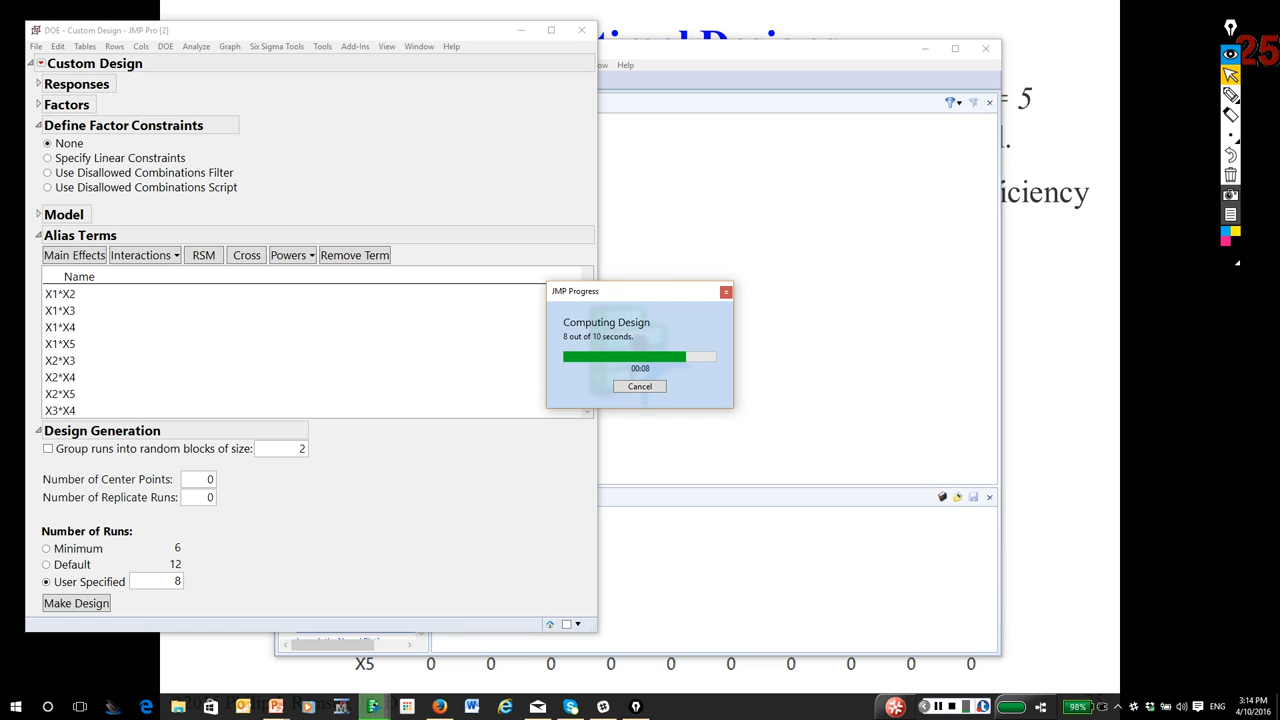 DOE - Custom Design - JMP Pro [2]
File Edit Tables Rows Cols DOE Analyze Graph Six Sigma Tools Tools Add-Ins View Window Help
Custom Design
Responses
Factors
Define Factor Constraints
None
Specify Linear Constraints
Use Disallowed Combinations Filter
Use Disallowed Combinations Script
Model
Alias Terms
Main Effects Interactions RSM Cross Powers Remove Term
Name
X1*X2
X1*X3
X1*X4
X1*X5
X2*X3
X2*X4
X2*X5
X3*X4
Design Generation
Group runs into random blocks of size: 2
Number of Center Points: 0
Number of Replicate Runs: 0
Number of Runs:
Minimum 6
Default 12
User Specified 8
Make Design
Help
25
= 5
iciency
JMP Progress
Computing Design
8 out of 10 seconds.
00:08
Cancel
X5 0 0 0 0 0 0 0 0 0 0
98% ENG
3:14 PM
4/10/2016